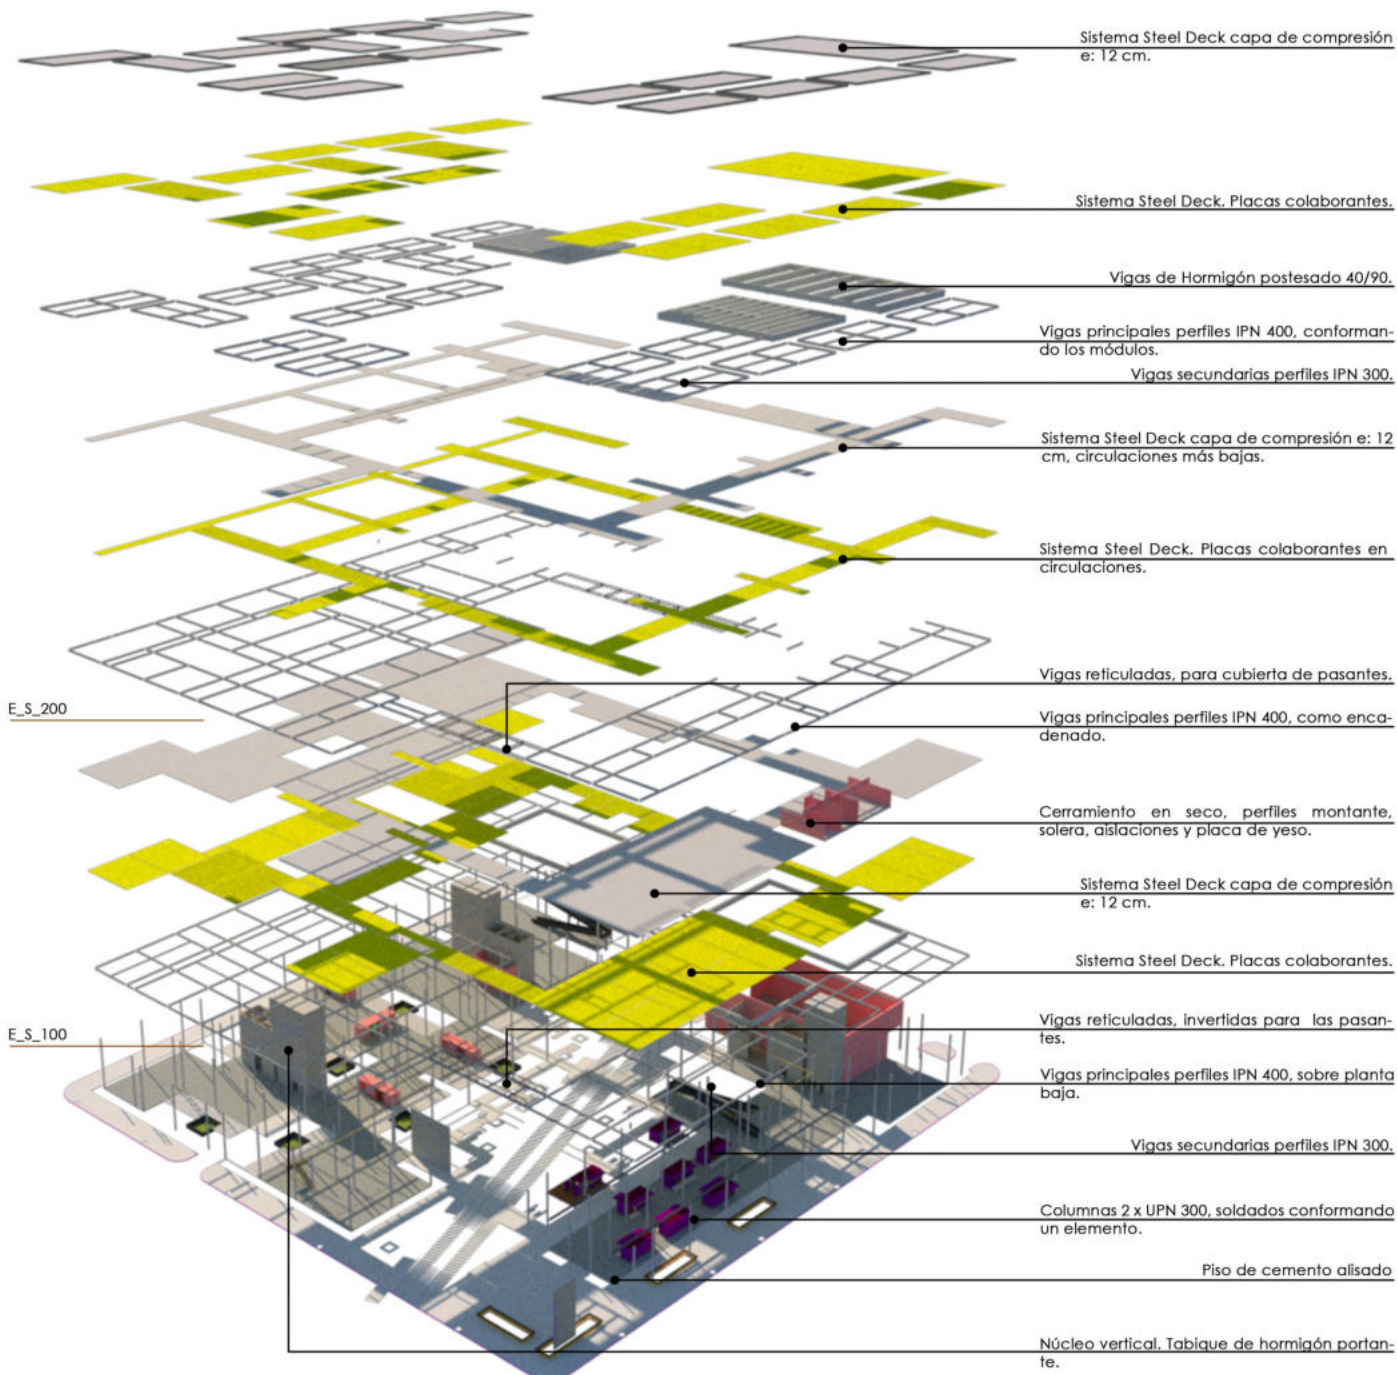 Sistema Steel Deck capa de compresión
e: 12 cm.
Sistema Steel Deck. Placas colaborantes.
Vigas de Hormigón postesado 40/90.
Vigas principales perfiles IPN 400, conforman-
do los módulos.
Vigas secundarias perfiles IPN 300.
Sistema Steel Deck capa de compresión e: 12
cm, circulaciones más bajas.
Sistema Steel Deck. Placas colaborantes en
circulaciones.
Vigas reticuladas, para cubierta de pasantes.
E_S_200
Vigas principales perfiles IPN 400, como enca-
denado.
Cerramiento en seco, perfiles montante,
solera, aislaciones y placa de yeso.
Sistema Steel Deck capa de compresión
e: 12 cm.
Sistema Steel Deck. Placas colaborantes.
E_S_100
Vigas reticuladas, invertidas para las pasan-
tes.
Vigas principales perfiles IPN 400, sobre planta
baja.
Vigas secundarias perfiles IPN 300.
Columnas 2 x UPN 300, soldados conformando
un elemento.
Piso de cemento alisado
Núcleo vertical. Tabique de hormigón portan-
te.